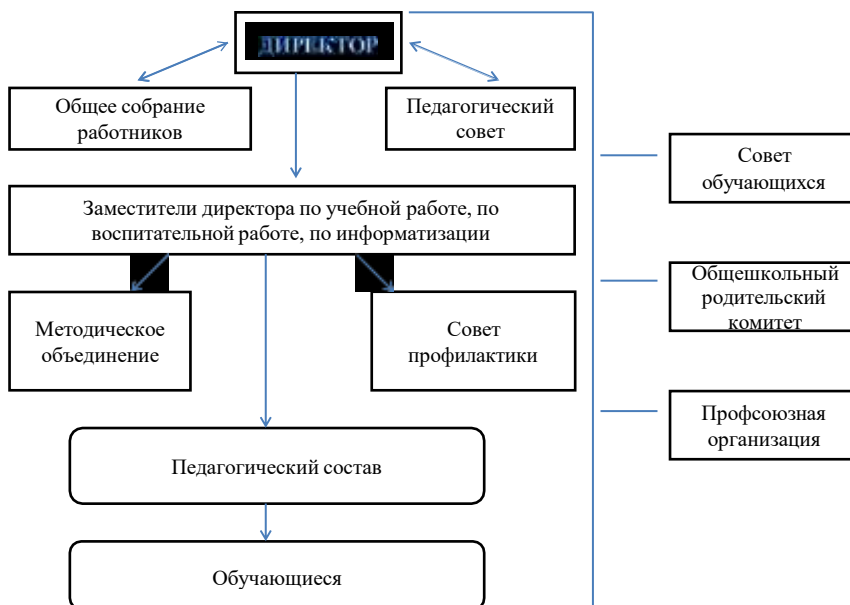 ДИРЕКТОР
Общее собрание
работников
Педагогический
совет
Совет
обучающихся
Заместители директора по учебной работе, по
воспитательной работе, по информатизации
Общешкольный
родительский
комитет
Методическое
объединение
Совет
профилактики
Профсоюзная
организация
Педагогический состав
Обучающиеся